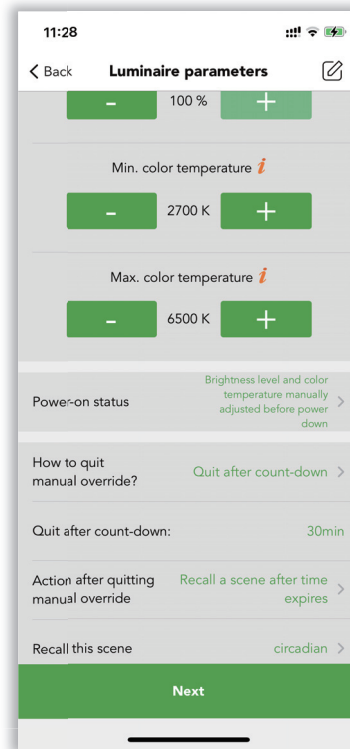 11:28
Back Luminaire parameters
- 100 % +
Min. color temperature i
- 2700 K +
Max. color temperature i
- 6500 K +
Power-on status
Brightness level and color
temperature manually
adjusted before power
down
How to quit
manual override?
Quit after count-down
Quit after count-down: 30min
Action after quitting
manual override
Recall a scene after time
expires
Recall this scene circadian
Next